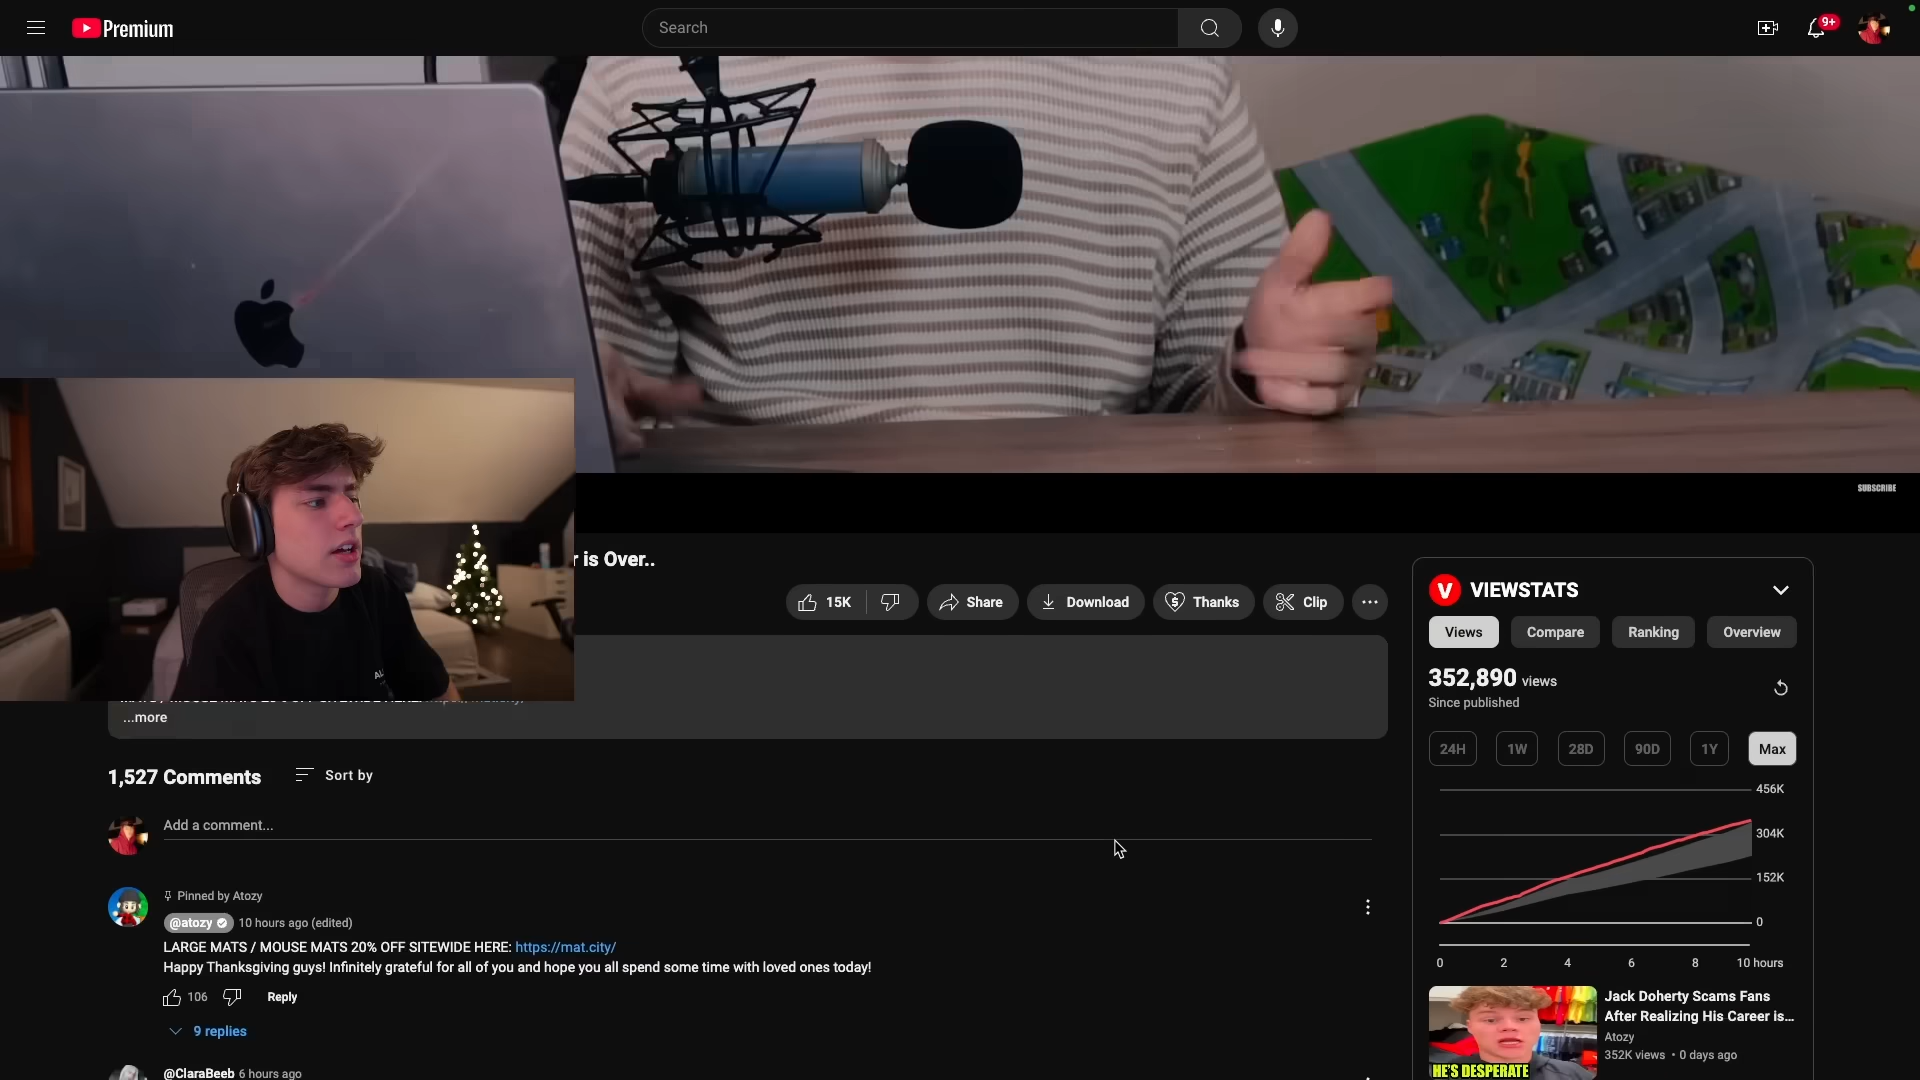 Premium
Search
9+
SUBSCRIBE
r is Over..
15K
Share
Download
Thanks
Clip
...more
1,527 Comments
Sort by
Add a comment...
Pinned by Atozy
@atozy 10 hours ago (edited)
LARGE MATS / MOUSE MATS 20% OFF SITEWIDE HERE: https://mat.city/
Happy Thanksgiving guys! Infinitely grateful for all of you and hope you all spend some time with loved ones today!
106
Reply
9 replies
@ClaraBeeb 6 hours ago
V VIEWSTATS
Views Compare Ranking Overview
352,890 views
Since published
24H 1W 28D 90D 1Y Max
456K
304K
152K
0
0 2 4 6 8 10 hours
HE'S DESPERATE
Jack Doherty Scams Fans
After Realizing His Career is...
Atozy
352K views • 0 days ago